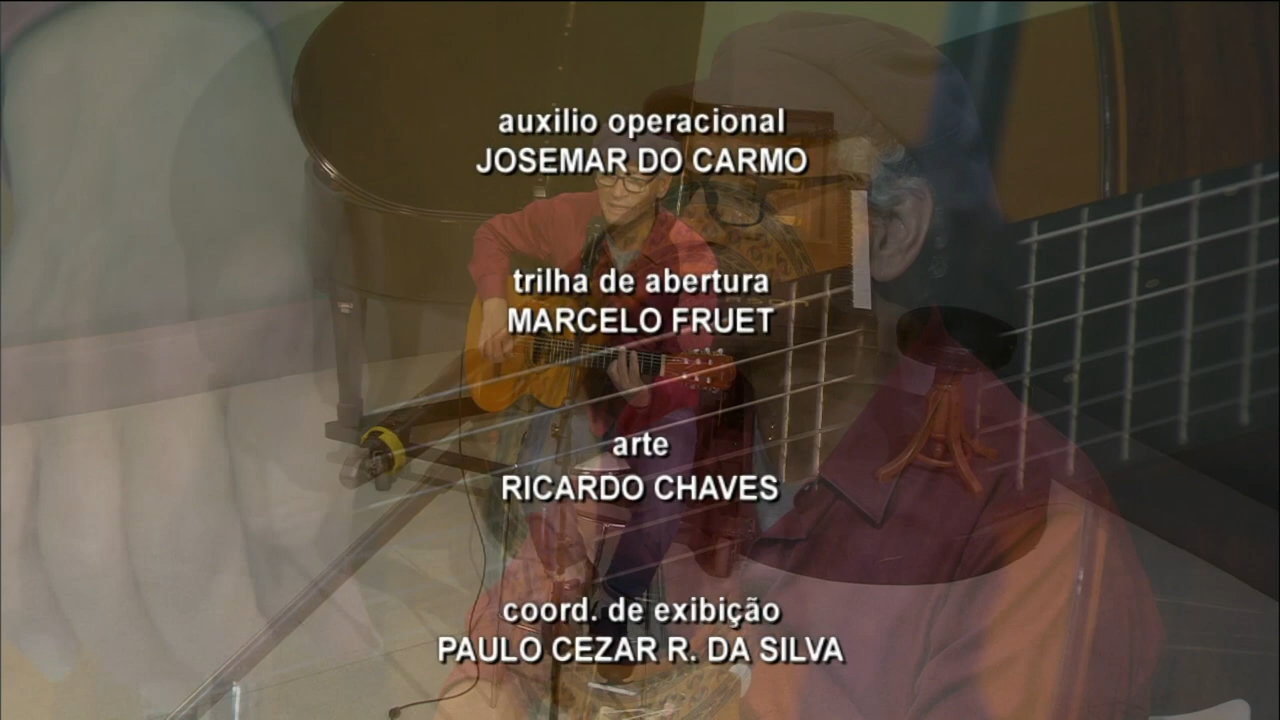 auxilio operacional
JOSEMAR DO CARMO
trilha de abertura
MARCELO FRUET
arte
RICARDO CHAVES
coord. de exibição
PAULO CEZAR R. DA SILVA